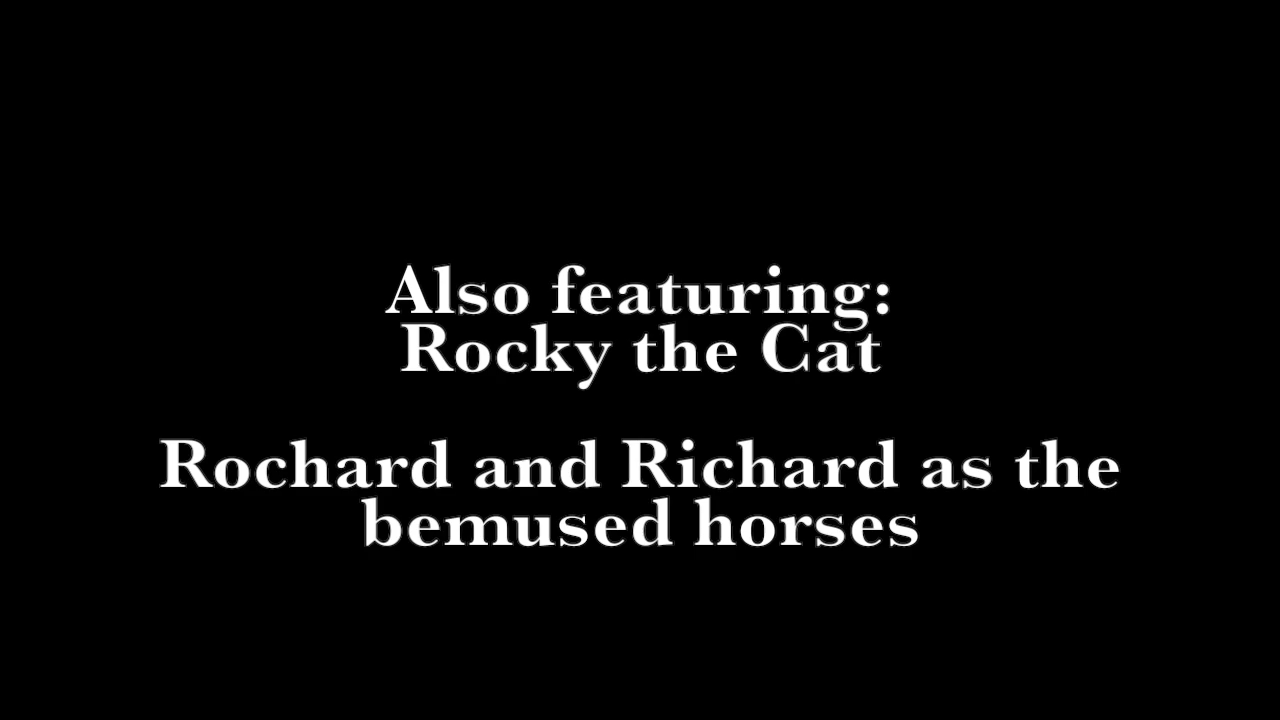 Also featuring:
Rocky the Cat
Rochard and Richard as the
bemused horses